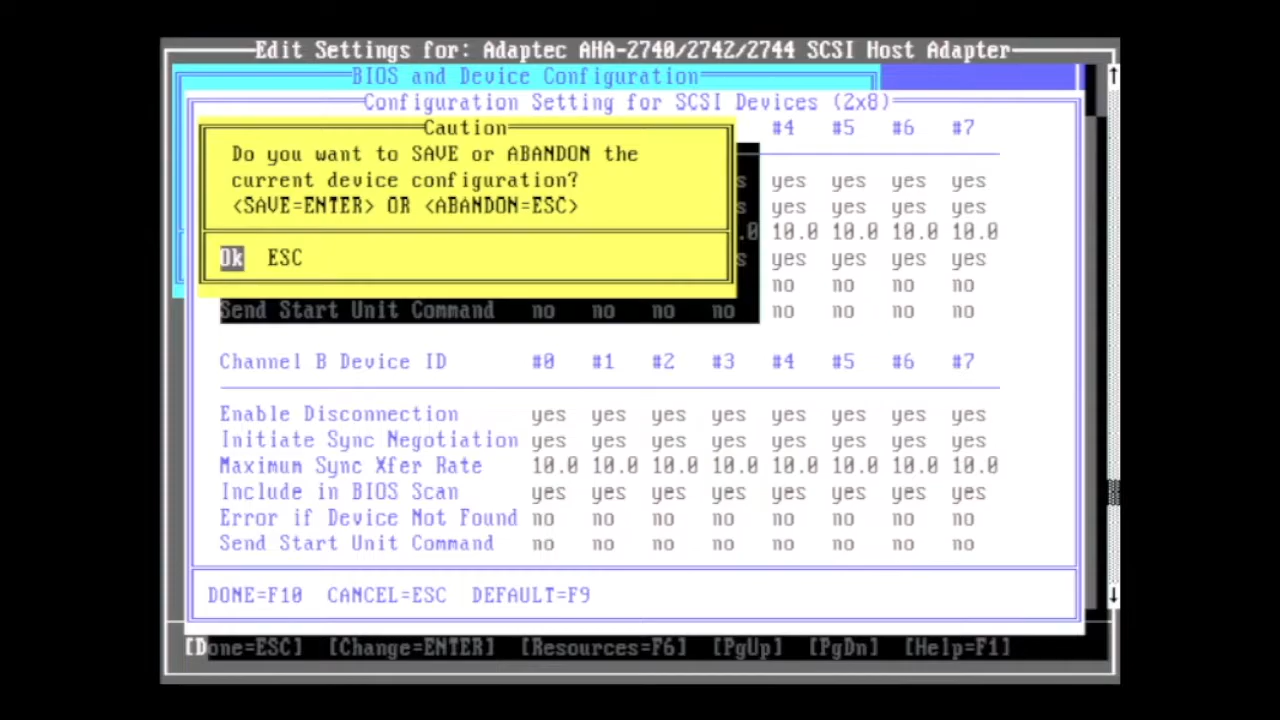 Edit Settings for: Adaptec AHA-2740/2742/2744 SCSI Host Adapter
BIOS and Device Configuration
Configuration Setting for SCSI Devices (2x8)
Caution
Do you want to SAVE or ABANDON the
current device configuration?
<SAVE=ENTER> OR <ABANDON=ESC>
Ok ESC
#4 #5 #6 #7
s yes yes yes yes
s yes yes yes yes
.0 10.0 10.0 10.0 10.0
s yes yes yes yes
no no no no
Send Start Unit Command no no no no no no no no
Channel B Device ID #0 #1 #2 #3 #4 #5 #6 #7
Enable Disconnection yes yes yes yes yes yes yes yes
Initiate Sync Negotiation yes yes yes yes yes yes yes yes
Maximum Sync Xfer Rate 10.0 10.0 10.0 10.0 10.0 10.0 10.0 10.0
Include in BIOS Scan yes yes yes yes yes yes yes yes
Error if Device Not Found no no no no no no no no
Send Start Unit Command no no no no no no no no
DONE=F10 CANCEL=ESC DEFAULT=F9
[Done=ESC] [Change=ENTER] [Resources=F6] [PgUp] [PgDn] [Help=F1]